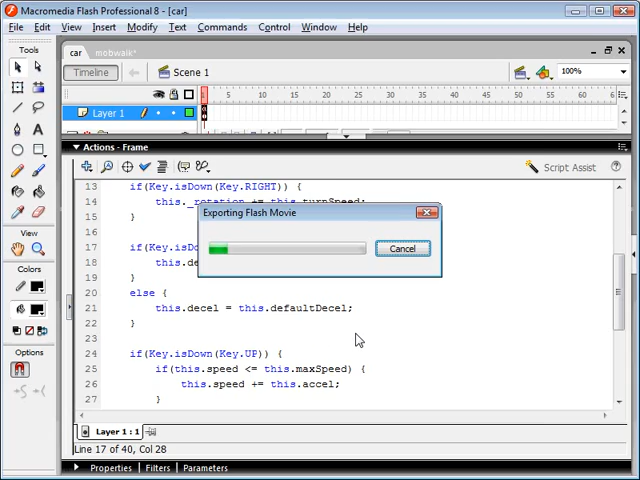 Macromedia Flash Professional 8 - [car]
File Edit View Insert Modify Text Commands Control Window Help
Tools
View
Colors
Options
car mobwalk*
Timeline Scene 1 100%
1 5 10 15 20 25 30 35 40 45 50 55 60 6
Layer 1
Actions - Frame
Script Assist
13 if(Key.isDown(Key.RIGHT)) {
14 this._rotation += this.turnSpeed;
15 }
16
17 if(Key.isDo
18 this.de
19 }
20 else {
21 this.decel = this.defaultDecel;
22 }
23
24 if(Key.isDown(Key.UP)) {
25 if(this.speed <= this.maxSpeed) {
26 this.speed += this.accel;
27 }
Exporting Flash Movie
Cancel
Layer 1 : 1
Line 17 of 40, Col 28
Properties Filters Parameters